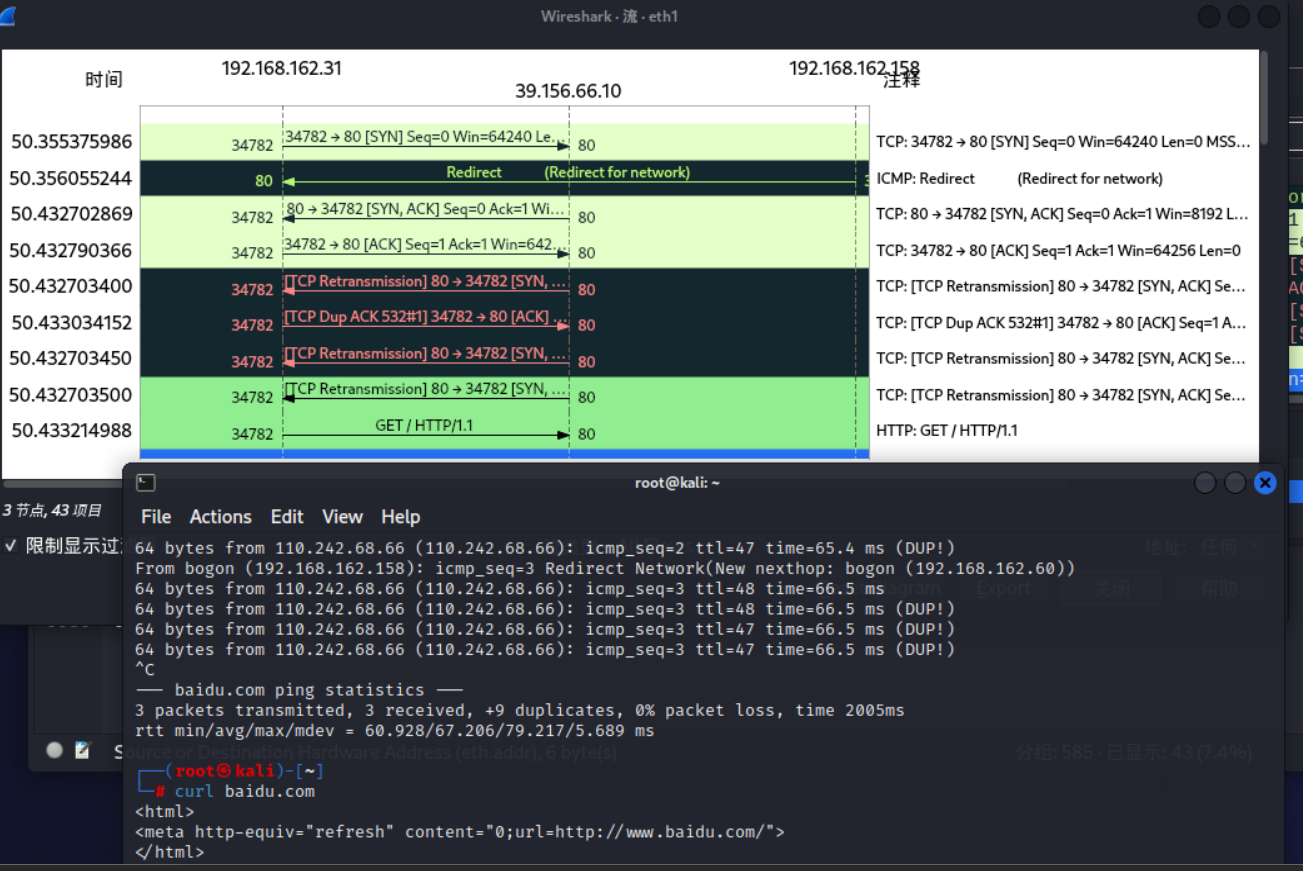 Wireshark · 流 · eth1
时间
192.168.162.31
39.156.66.10
192.168.162.158
注释
50.355375986 34782 34782 → 80 [SYN] Seq=0 Win=64240 Le… 80 TCP: 34782 → 80 [SYN] Seq=0 Win=64240 Len=0 MSS…
50.356055244 80 Redirect (Redirect for network) ICMP: Redirect (Redirect for network)
50.432702869 34782 80 → 34782 [SYN, ACK] Seq=0 Ack=1 Wi… 80 TCP: 80 → 34782 [SYN, ACK] Seq=0 Ack=1 Win=8192 L…
50.432790366 34782 34782 → 80 [ACK] Seq=1 Ack=1 Win=642… 80 TCP: 34782 → 80 [ACK] Seq=1 Ack=1 Win=64256 Len=0
50.432703400 34782 [TCP Retransmission] 80 → 34782 [SYN, … 80 TCP: [TCP Retransmission] 80 → 34782 [SYN, ACK] Se…
50.433034152 34782 [TCP Dup ACK 532#1] 34782 → 80 [ACK] … 80 TCP: [TCP Dup ACK 532#1] 34782 → 80 [ACK] Seq=1 A…
50.432703450 34782 [TCP Retransmission] 80 → 34782 [SYN, … 80 TCP: [TCP Retransmission] 80 → 34782 [SYN, ACK] Se…
50.432703500 34782 [TCP Retransmission] 80 → 34782 [SYN, … 80 TCP: [TCP Retransmission] 80 → 34782 [SYN, ACK] Se…
50.433214988 34782 GET / HTTP/1.1 80 HTTP: GET / HTTP/1.1
3 节点, 43 项目
限制显示过
root@kali: ~
File Actions Edit View Help
64 bytes from 110.242.68.66 (110.242.68.66): icmp_seq=2 ttl=47 time=65.4 ms (DUP!)
地址: 任何
From bogon (192.168.162.158): icmp_seq=3 Redirect Network(New nexthop: bogon (192.168.162.60))
64 bytes from 110.242.68.66 (110.242.68.66): icmp_seq=3 ttl=48 time=66.5 ms
Export 关闭 帮助
64 bytes from 110.242.68.66 (110.242.68.66): icmp_seq=3 ttl=48 time=66.5 ms (DUP!)
64 bytes from 110.242.68.66 (110.242.68.66): icmp_seq=3 ttl=47 time=66.5 ms (DUP!)
64 bytes from 110.242.68.66 (110.242.68.66): icmp_seq=3 ttl=47 time=66.5 ms (DUP!)
^C
--- baidu.com ping statistics ---
3 packets transmitted, 3 received, +9 duplicates, 0% packet loss, time 2005ms
rtt min/avg/max/mdev = 60.928/67.206/79.217/5.689 ms
Source or Destination Hardware Address (eth.addr), 6 byte(s) 分组: 585 · 已显示: 43 (7.4%)
┌──(root㉿kali)-[~]
└─# curl baidu.com
<html>
<meta http-equiv="refresh" content="0;url=http://www.baidu.com/">
</html>